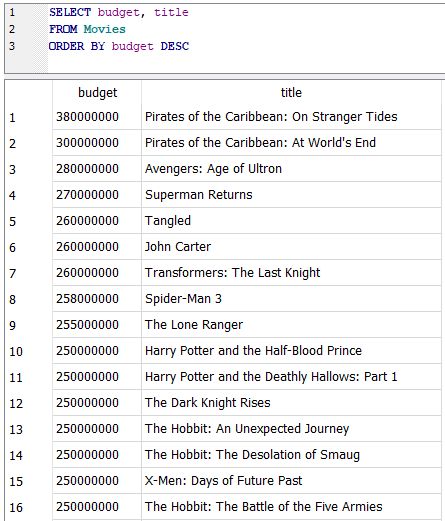 1 SELECT budget, title
2 FROM Movies
3 ORDER BY budget DESC
budget title
1 380000000 Pirates of the Caribbean: On Stranger Tides
2 300000000 Pirates of the Caribbean: At World's End
3 280000000 Avengers: Age of Ultron
4 270000000 Superman Returns
5 260000000 Tangled
6 260000000 John Carter
7 260000000 Transformers: The Last Knight
8 258000000 Spider-Man 3
9 255000000 The Lone Ranger
10 250000000 Harry Potter and the Half-Blood Prince
11 250000000 Harry Potter and the Deathly Hallows: Part 1
12 250000000 The Dark Knight Rises
13 250000000 The Hobbit: An Unexpected Journey
14 250000000 The Hobbit: The Desolation of Smaug
15 250000000 X-Men: Days of Future Past
16 250000000 The Hobbit: The Battle of the Five Armies